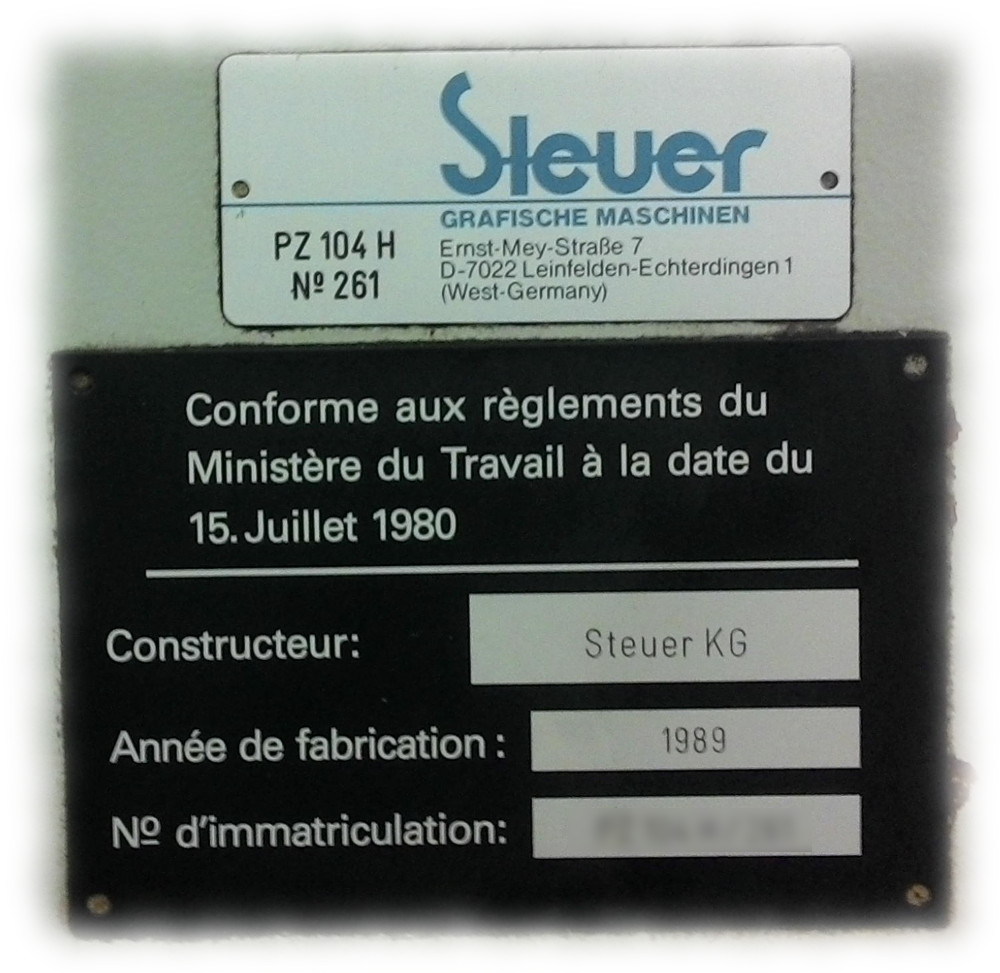 Steuer
GRAFISCHE MASCHINEN
PZ 104 H
Nº 261
Ernst-Mey-Straße 7
D-7022 Leinfelden-Echterdingen 1
(West-Germany)
Conforme aux règlements du
Ministère du Travail à la date du
15. Juillet 1980
Constructeur: Steuer KG
Année de fabrication : 1989
Nº d'immatriculation: